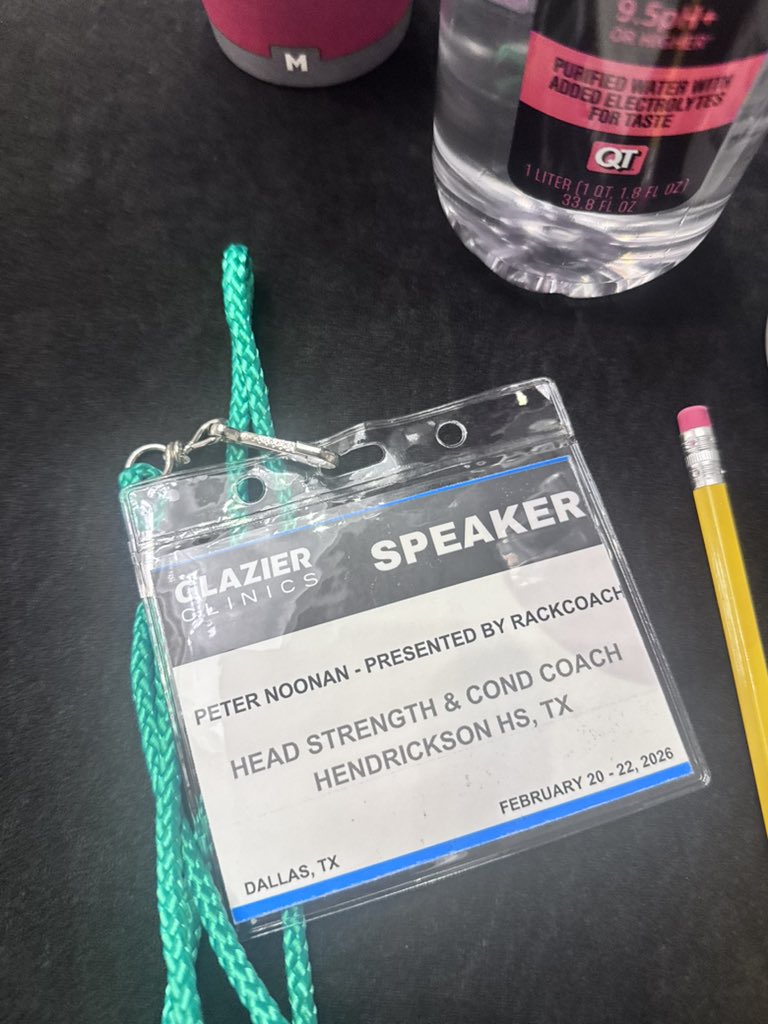 M
9.5pH+
OR HIGHER
PURIFIED WATER WITH
ADDED ELECTROLYTES
FOR TASTE
QT
1 LITER (1 QT, 1.8 FL OZ)
33.8 FL OZ
GLAZIER
CLINICS
SPEAKER
PETER NOONAN - PRESENTED BY RACKCOACH
HEAD STRENGTH & COND COACH
HENDRICKSON HS, TX
FEBRUARY 20 - 22, 2026
DALLAS, TX